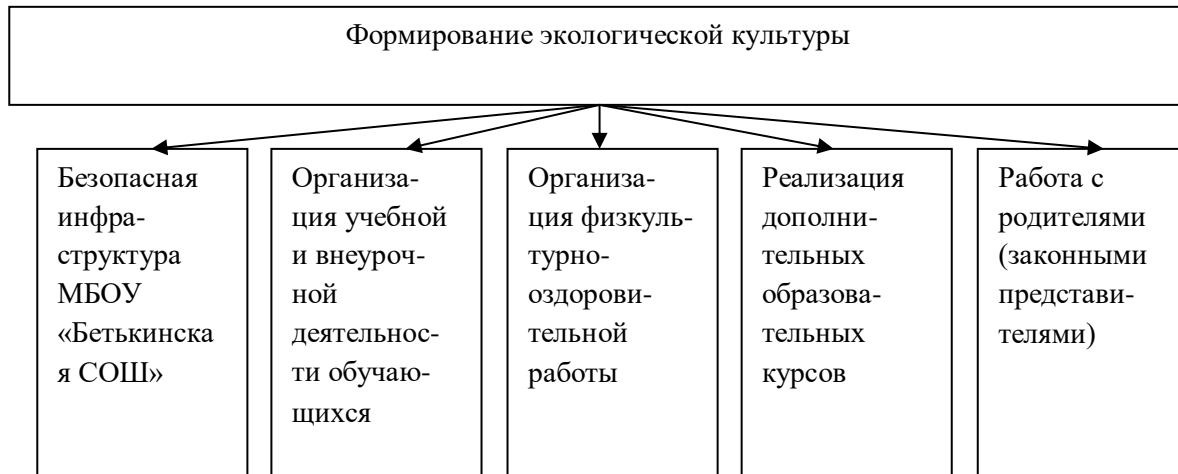 Формирование экологической культуры
Безопасная
инфра-
структура
МБОУ
«Бетькинска
я СОШ»
Организа-
ция учебной
и внеуроч-
ной
деятельнос-
ти обучаю-
щихся
Организа-
ция физкуль-
турно-
оздорови-
тельной
работы
Реализация
дополни-
тельных
образова-
тельных
курсов
Работа с
родителями
(законными
представи-
телями)